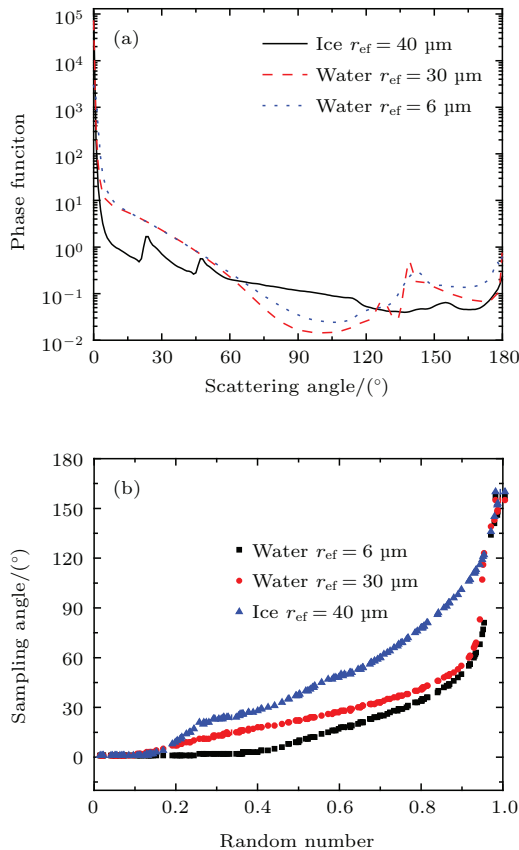 (a)
Ice r_ef = 40 µm
Water r_ef = 30 µm
Water r_ef = 6 µm
10^5
10^4
10^3
10^2
10^1
10^0
10^-1
10^-2
Phase funciton
0 30 60 90 120 150 180
Scattering angle/(°)
(b)
Water r_ef = 6 µm
Water r_ef = 30 µm
Ice r_ef = 40 µm
180
150
120
90
60
30
0
Sampling angle/(°)
0 0.2 0.4 0.6 0.8 1.0
Random number